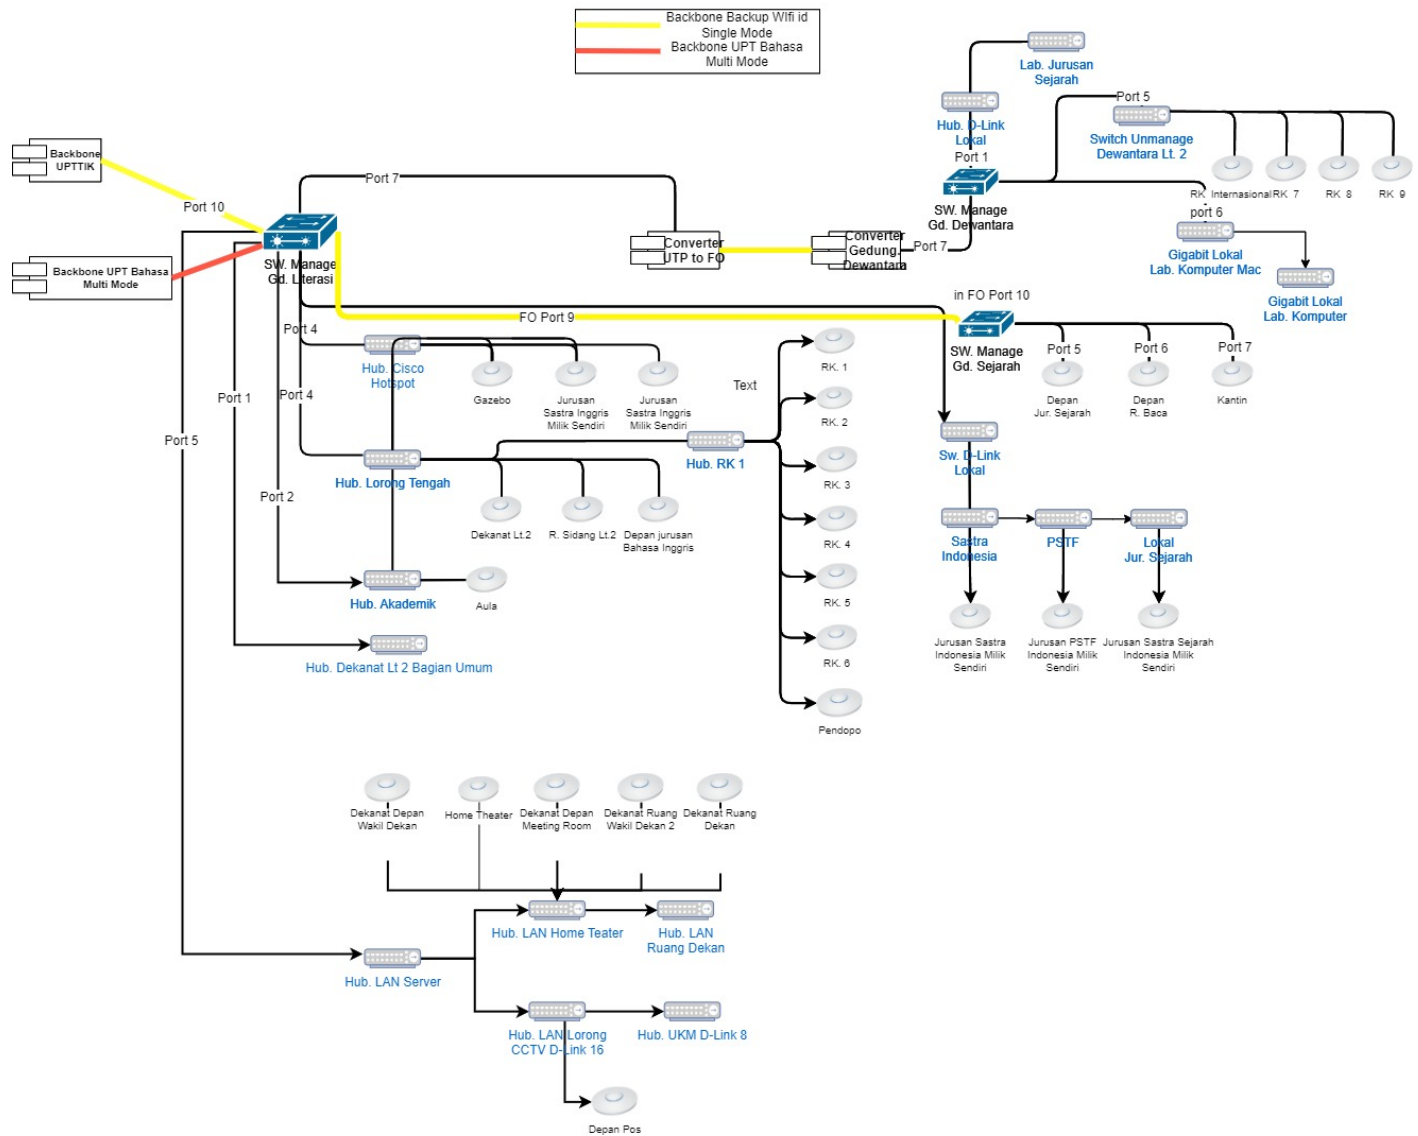 Backbone Backup WIfi id
Single Mode
Backbone UPT Bahasa
Multi Mode
Lab. Jurusan
Sejarah
Port 5
Hub. D-Link
Lokal
Switch Unmanage
Dewantara Lt. 2
Backbone
UPTTIK
Port 1
Port 7
RK Internasional
RK 7
RK 8
RK 9
Port 10
SW. Manage
Gd. Dewantara
port 6
Converter
UTP to FO
Converter
Gedung.
Dewantara
Port 7
Backbone UPT Bahasa
Multi Mode
SW. Manage
Gd. Literasi
Gigabit Lokal
Lab. Komputer Mac
in FO Port 10
Gigabit Lokal
Lab. Komputer
FO Port 9
Port 4
SW. Manage
Gd. Sejarah
Port 5
Port 6
Port 7
Hub. Cisco
Hotspot
RK. 1
Depan
Jur. Sejarah
Depan
R. Baca
Kantin
Text
Port 1
Port 4
Gazebo
Jurusan
Sastra Inggris
Milik Sendiri
Jurusan
Sastra Inggris
Milik Sendiri
RK. 2
Port 5
Hub. RK 1
Sw. D-Link
Lokal
Hub. Lorong Tengah
RK. 3
Port 2
Dekanat Lt.2
R. Sidang Lt.2
Depan jurusan
Bahasa Inggris
RK. 4
Sastra
Indonesia
PSTF
Lokal
Jur. Sejarah
Hub. Akademik
Aula
RK. 5
Hub. Dekanat Lt 2 Bagian Umum
RK. 6
Jurusan Sastra
Indonesia Milik
Sendiri
Jurusan PSTF
Indonesia Milik
Sendiri
Jurusan Sastra Sejarah
Indonesia Milik
Sendiri
Pendopo
Dekanat Depan
Wakil Dekan
Home Theater
Dekanat Depan
Meeting Room
Dekanat Ruang
Wakil Dekan 2
Dekanat Ruang
Dekan
Hub. LAN Home Teater
Hub. LAN
Ruang Dekan
Hub. LAN Server
Hub. LAN Lorong
CCTV D-Link 16
Hub. UKM D-Link 8
Depan Pos